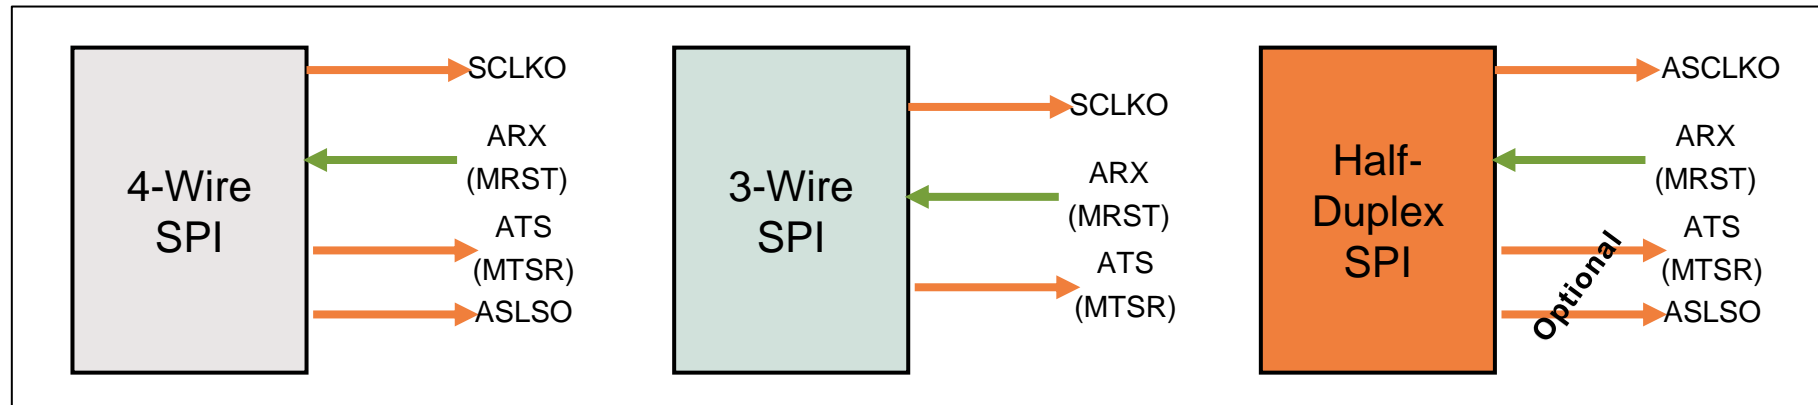 4-Wire
SPI
SCLKO
ARX
(MRST)
ATS
(MTSR)
ASLSO
3-Wire
SPI
SCLKO
ARX
(MRST)
ATS
(MTSR)
Half-
Duplex
SPI
ASCLKO
ARX
(MRST)
ATS
(MTSR)
ASLSO
Optional